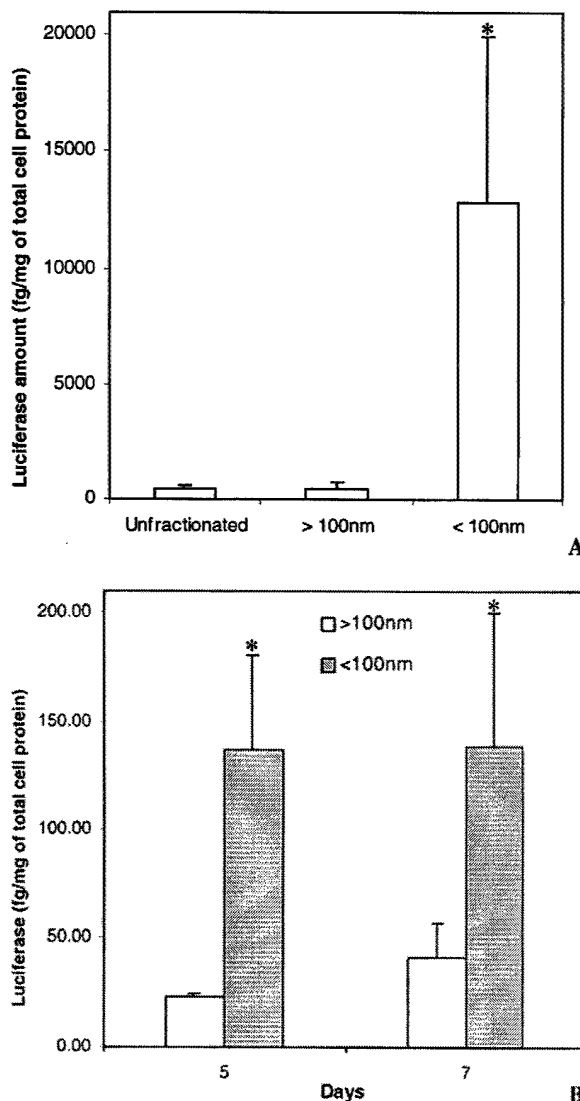 20000
15000
10000
5000
0
Luciferase amount (fg/mg of total cell protein)
*
Unfractionated
> 100nm
< 100nm
A
200.00
150.00
100.00
50.00
0.00
Luciferase (fg/mg of total cell protein)
>100nm
<100nm
*
*
5
7
Days
B